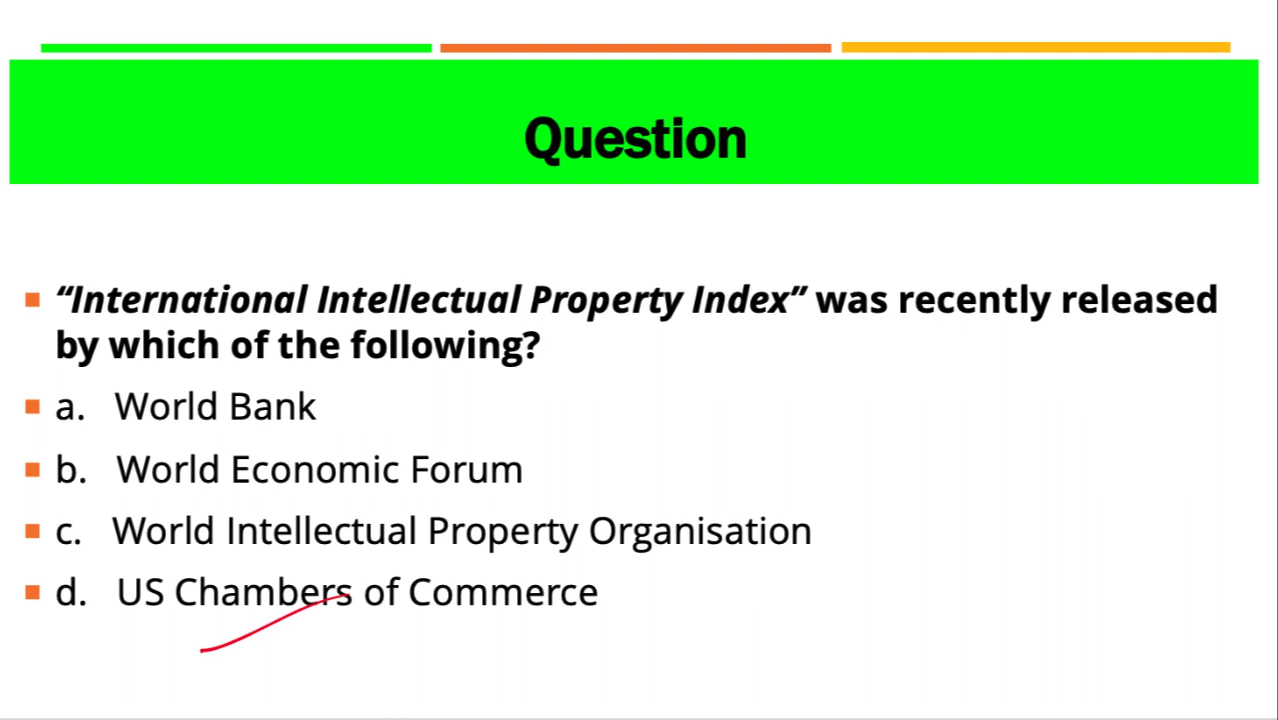 Question
“International Intellectual Property Index” was recently released
by which of the following?
a. World Bank
b. World Economic Forum
c. World Intellectual Property Organisation
d. US Chambers of Commerce